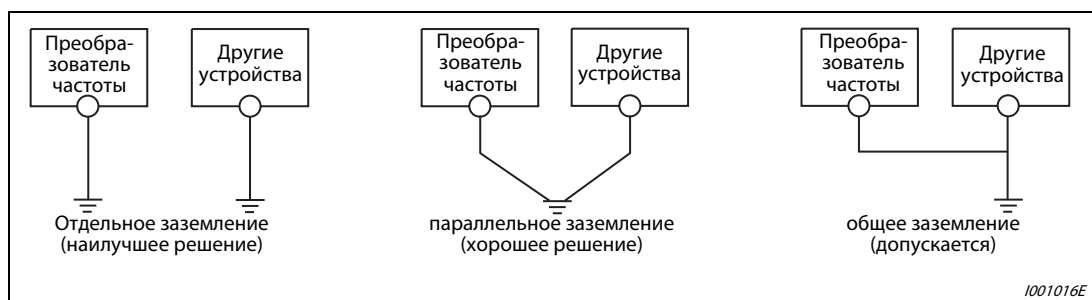 Преобра-
зователь
частоты
Другие
устройства
Отдельное заземление
(наилучшее решение)
Преобра-
зователь
частоты
Другие
устройства
параллельное заземление
(хорошее решение)
Преобра-
зователь
частоты
Другие
устройства
общее заземление
(допускается)
I001016E